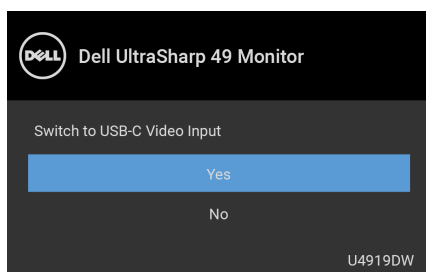 DELL
Dell UltraSharp 49 Monitor
Switch to USB-C Video Input
Yes
No
U4919DW